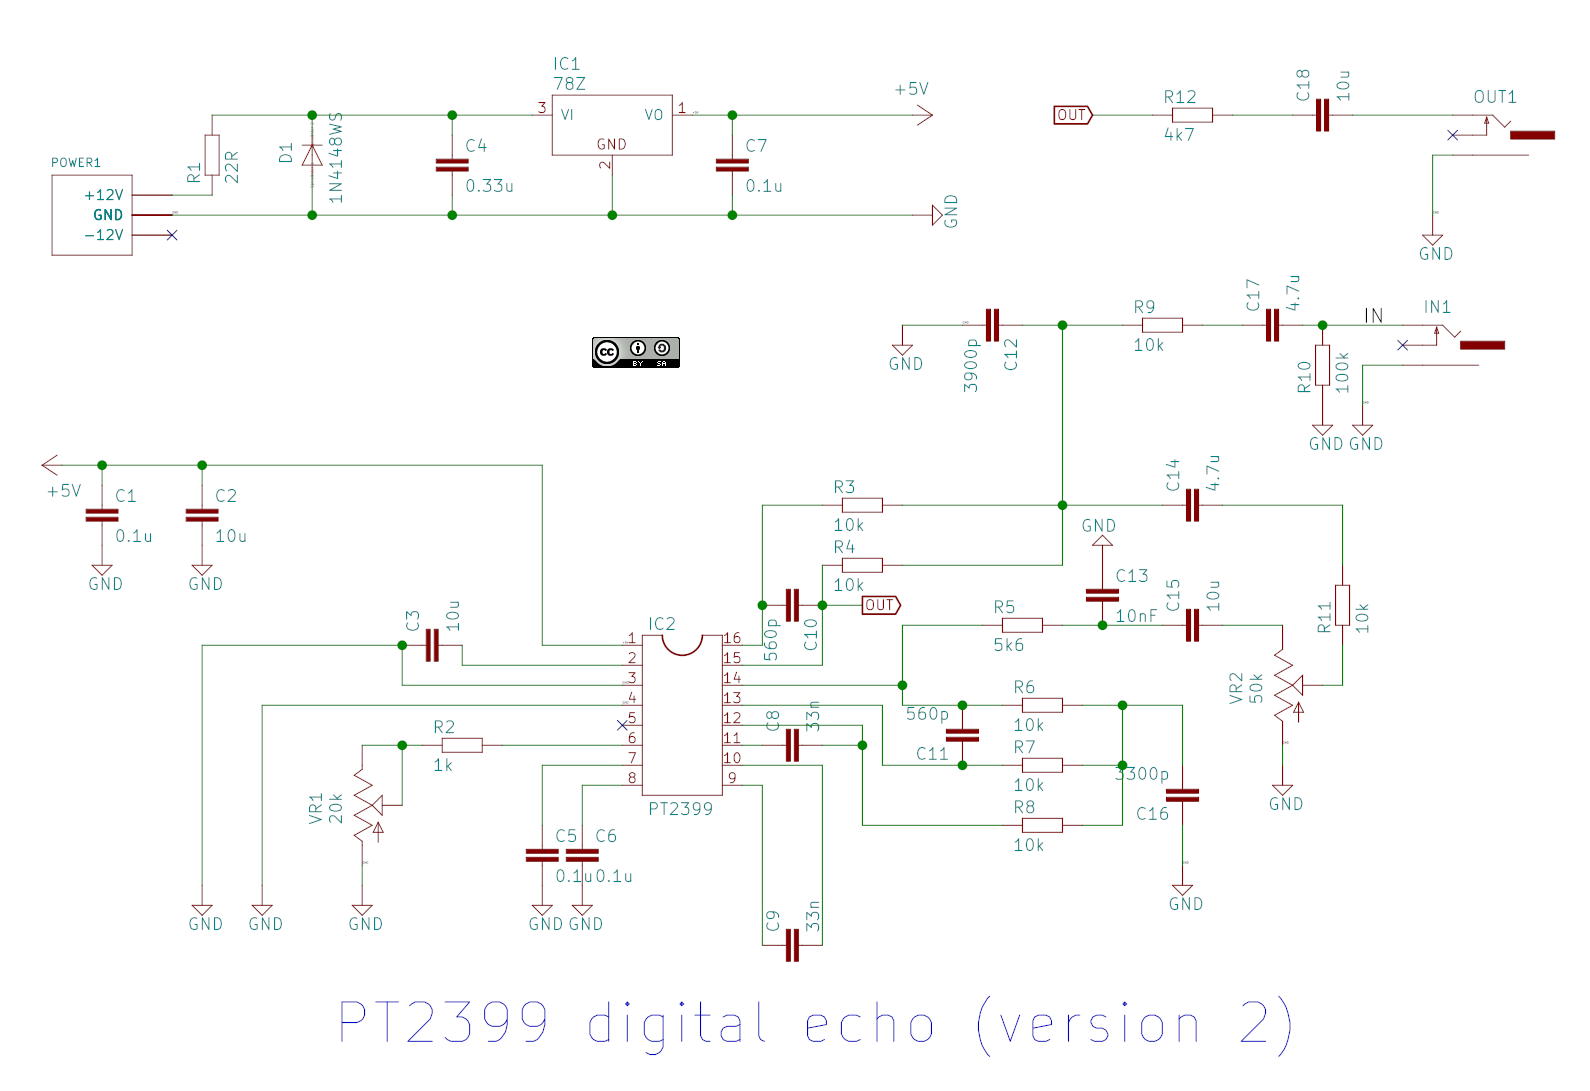 IC1
78Z
3
VI
VO
1
GND
2
+5V
POWER1
+12V
GND
-12V
R1
22R
D1
1N4148WS
C4
0.33u
C7
0.1u
GND
OUT
R12
4k7
C18
10u
OUT1
GND
cc
BY SA
GND
3900p
C12
R9
10k
C17
4.7u
IN
IN1
R10
100k
GND
GND
+5V
C1
0.1u
GND
C2
10u
GND
R3
10k
R4
10k
C14
4.7u
GND
C13
10nF
C15
10u
R11
10k
C3
10u
IC2
560p
C10
OUT
R5
5k6
VR2
50k
1
2
3
4
5
6
7
8
16
15
14
13
12
11
10
9
PT2399
C8
33n
560p
C11
R6
10k
R7
10k
R8
10k
3300p
C16
GND
GND
R2
1k
VR1
20k
C5
0.1u
C6
0.1u
C9
33n
GND
GND
GND
GND
GND
PT2399 digital echo (version 2)